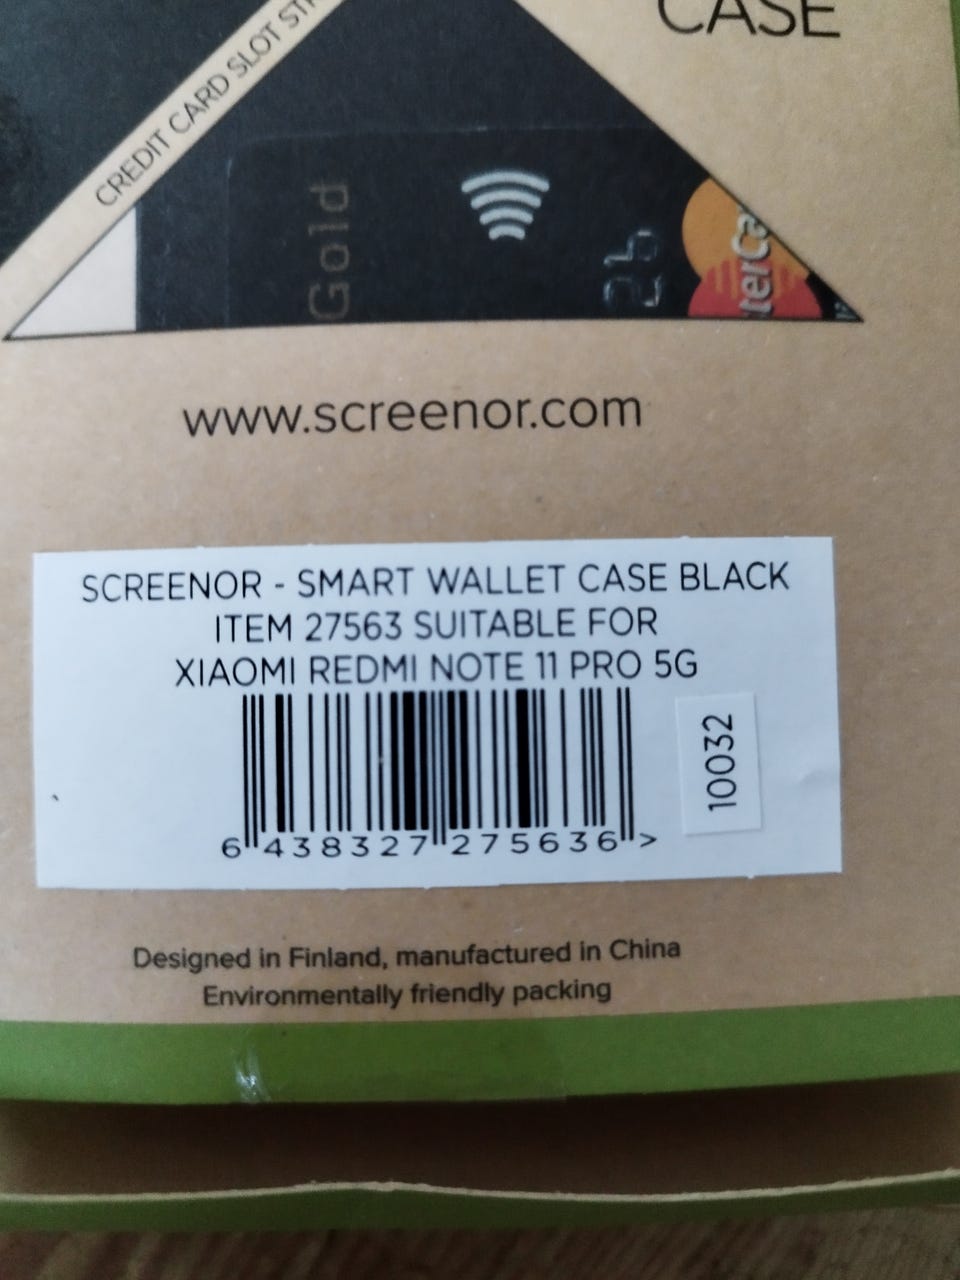 CASE
CREDIT CARD SLOT
Gold
www.screenor.com
SCREENOR - SMART WALLET CASE BLACK
ITEM 27563 SUITABLE FOR
XIAOMI REDMI NOTE 11 PRO 5G
10032
6 438327 275636 >
Designed in Finland, manufactured in China
Environmentally friendly packing